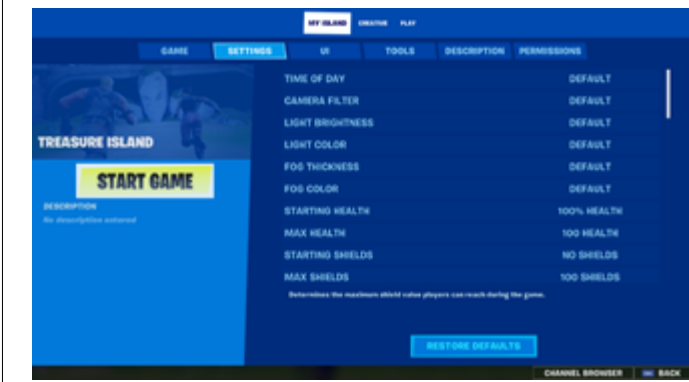 MY ISLAND CREATIVE PLAY
GAME SETTINGS UI TOOLS DESCRIPTION PERMISSIONS
TREASURE ISLAND
START GAME
DESCRIPTION
No description entered
TIME OF DAY DEFAULT
CAMERA FILTER DEFAULT
LIGHT BRIGHTNESS DEFAULT
LIGHT COLOR DEFAULT
FOG THICKNESS DEFAULT
FOG COLOR DEFAULT
STARTING HEALTH 100% HEALTH
MAX HEALTH 100 HEALTH
STARTING SHIELDS NO SHIELDS
MAX SHIELDS 100 SHIELDS
Determines the maximum shield value players can reach during the game.
RESTORE DEFAULTS
CHANNEL BROWSER BACK